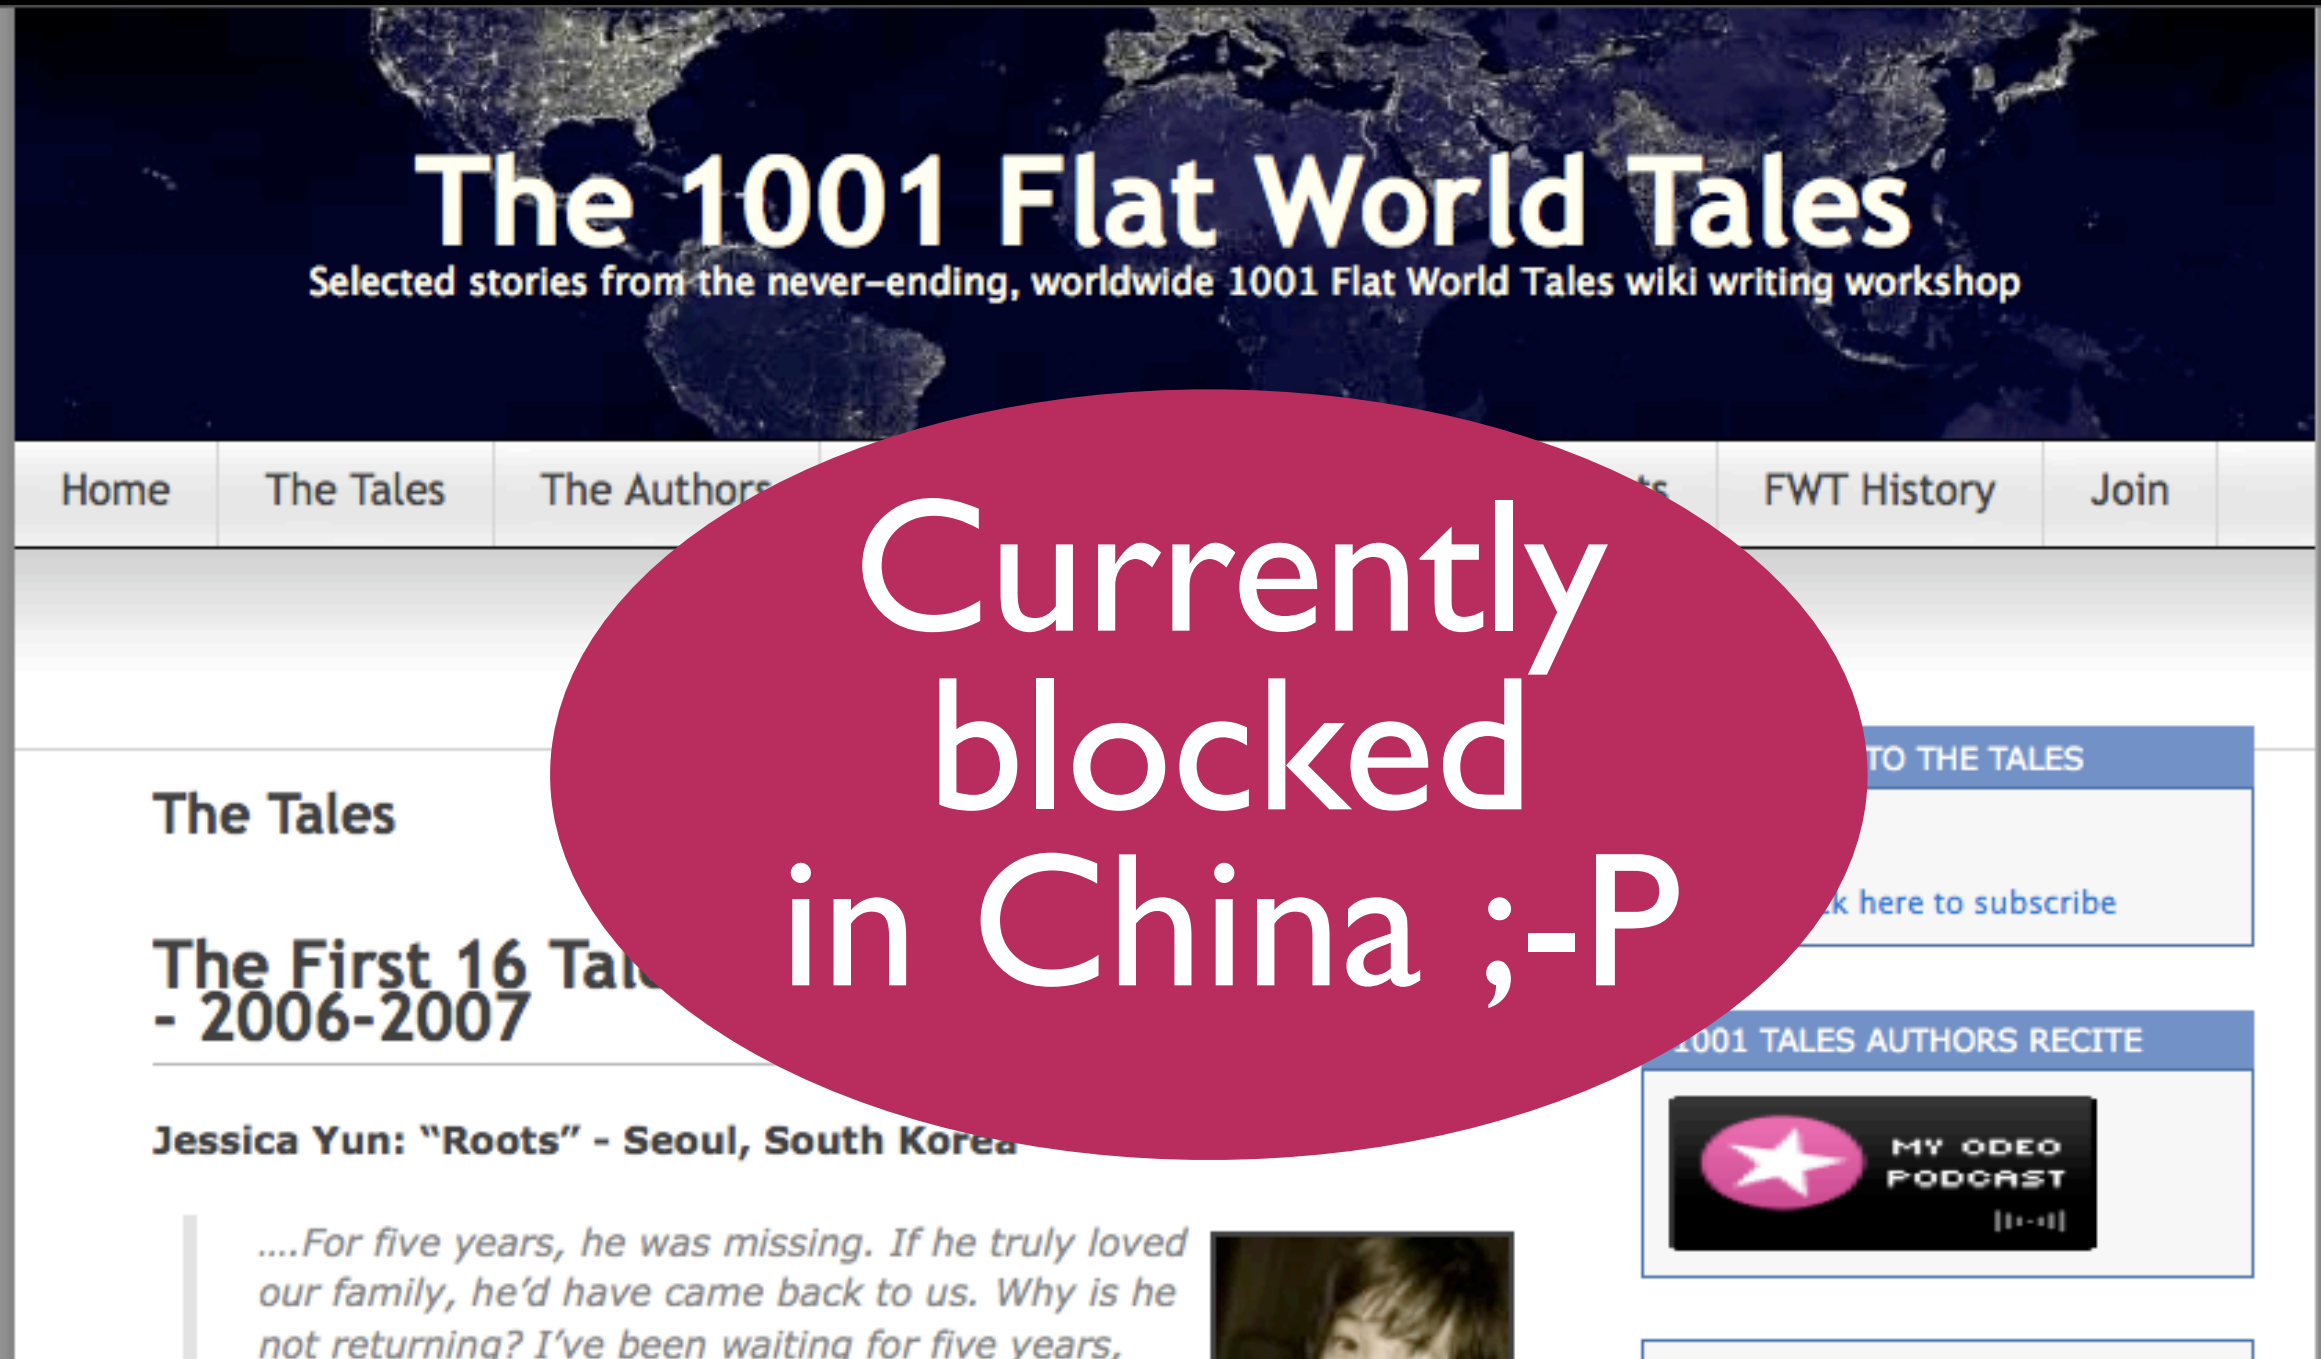 The 1001 Flat World Tales
Selected stories from the never–ending, worldwide 1001 Flat World Tales wiki writing workshop
Home The Tales The Authors FWT History Join
Currently
blocked
in China ;-P
The Tales
The First 16
- 2006-2007
Jessica Yun: “Roots” - Seoul, South Korea
....For five years, he was missing. If he truly loved
our family, he’d have came back to us. Why is he
not returning? I’ve been waiting for five years,
TO THE TALES
here to subscribe
1001 TALES AUTHORS RECITE
MY ODEO
PODCAST